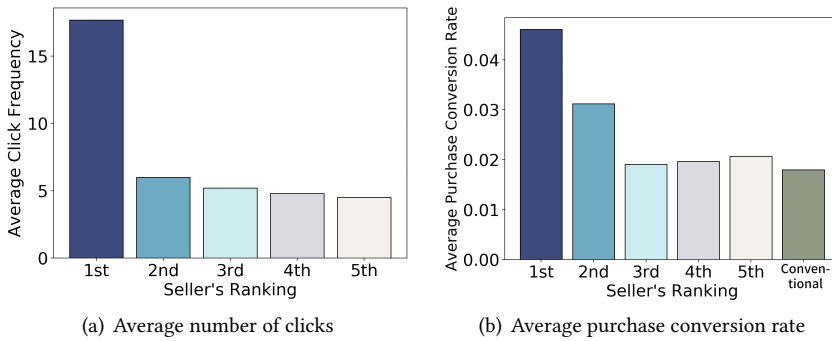 Average Click Frequency
15
10
5
0
1st 2nd 3rd 4th 5th
Seller's Ranking
(a) Average number of clicks
Average Purchase Conversion Rate
0.04
0.03
0.02
0.01
0.00
1st 2nd 3rd 4th 5th Conven-
tional
Seller's Ranking
(b) Average purchase conversion rate